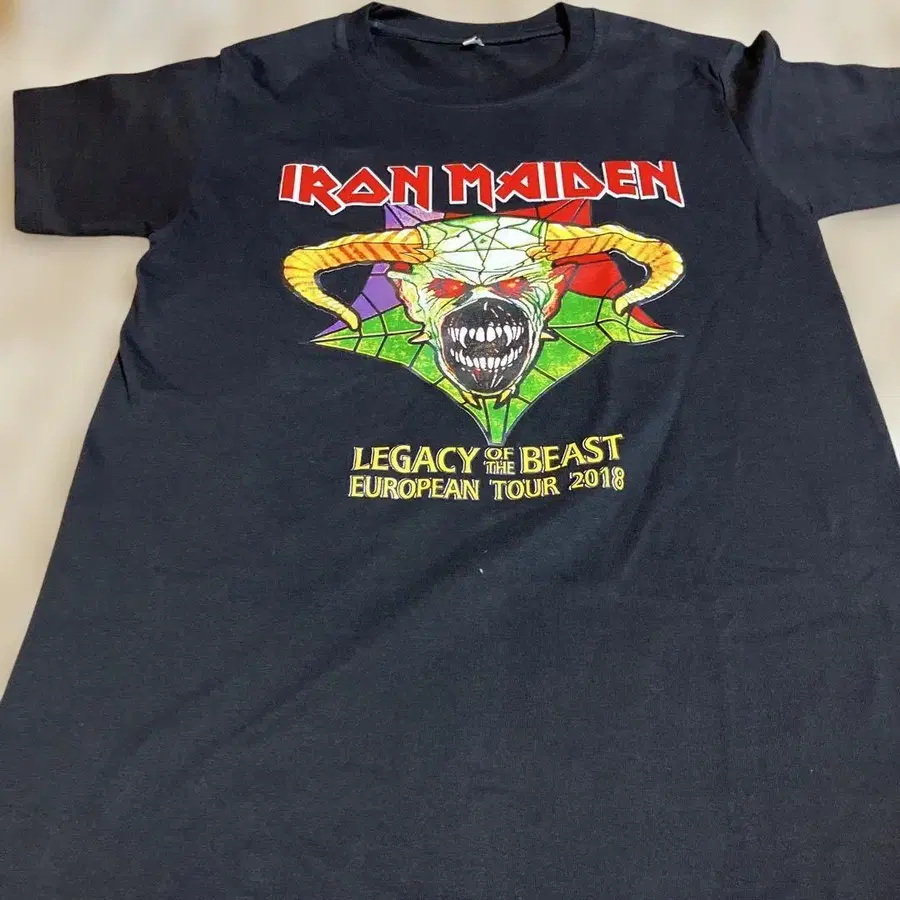 IRON MAIDEN
LEGACY OF THE BEAST
EUROPEAN TOUR 2018